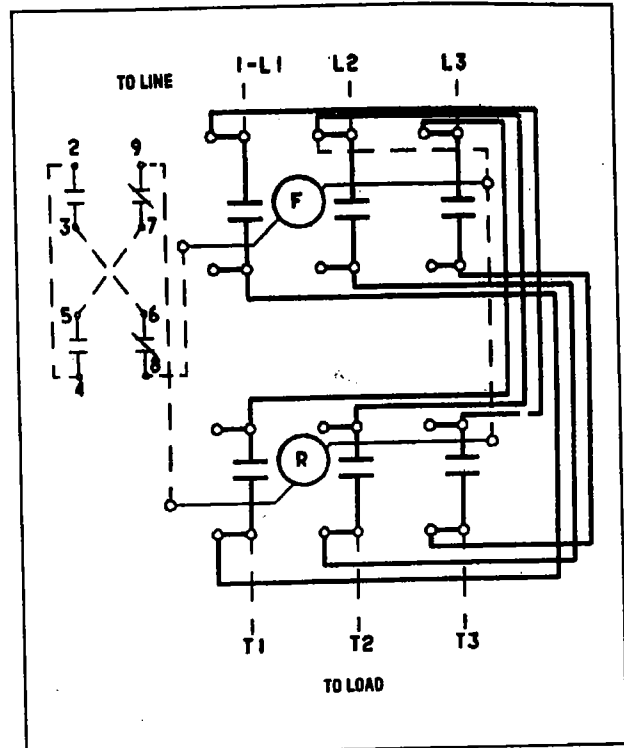 1-L1 L2 L3
TO LINE
2 9
3 7
F
5 6
4 8
R
T1 T2 T3
TO LOAD